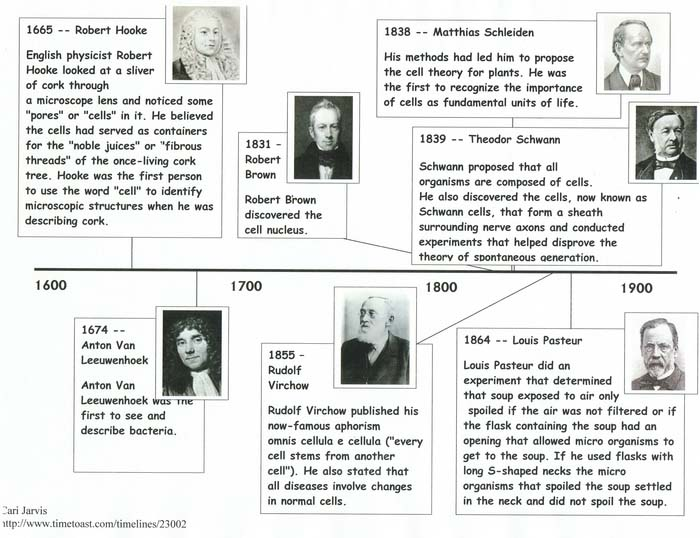 1665 -- Robert Hooke
English physicist Robert
Hooke looked at a sliver
of cork through
a microscope lens and noticed some
"pores" or "cells" in it. He believed
the cells had served as containers
for the "noble juices" or "fibrous
threads" of the once-living cork
tree. Hooke was the first person
to use the word "cell" to identify
microscopic structures when he was
describing cork.
1831 -
Robert
Brown
Robert Brown
discovered the
cell nucleus.
1838 -- Matthias Schleiden
His methods had led him to propose
the cell theory for plants. He was
the first to recognize the importance
of cells as fundamental units of life.
1839 -- Theodor Schwann
Schwann proposed that all
organisms are composed of cells.
He also discovered the cells, now known as
Schwann cells, that form a sheath
surrounding nerve axons and conducted
experiments that helped disprove the
theory of spontaneous generation.
1600
1700
1800
1900
1674 --
Anton Van
Leeuwenhoek
Anton Van
Leeuwenhoek was the
first to see and
describe bacteria.
1855 -
Rudolf
Virchow
Rudolf Virchow published his
now-famous aphorism
omnis cellula e cellula ("every
cell stems from another
cell"). He also stated that
all diseases involve changes
in normal cells.
1864 -- Louis Pasteur
Louis Pasteur did an
experiment that determined
that soup exposed to air only
spoiled if the air was not filtered or if
the flask containing the soup had an
opening that allowed micro organisms to
get to the soup. If he used flasks with
long S-shaped necks the micro
organisms that spoiled the soup settled
in the neck and did not spoil the soup.
Cari Jarvis
http://www.timetoast.com/timelines/23002